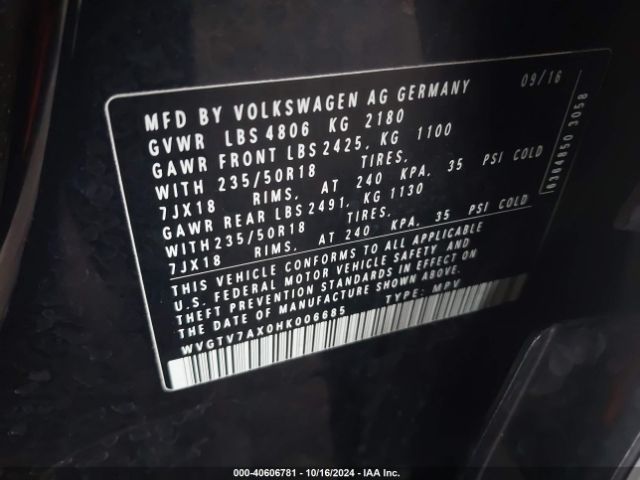 09/16
MFD BY VOLKSWAGEN AG GERMANY
GVWR LBS 4806 KG 2180
GAWR FRONT LBS 2425, KG 1100
WITH 235/50R18 TIRES,
7JX18 RIMS, AT 240 KPA, 35 PSI COLD
GAWR REAR LBS 2491, KG 1130
WITH 235/50R18 TIRES,
7JX18 RIMS, AT 240 KPA, 35 PSI COLD
THIS VEHICLE CONFORMS TO ALL APPLICABLE
U.S. FEDERAL MOTOR VEHICLE SAFETY AND
THEFT PREVENTION STANDARDS IN EFFECT ON
THE DATE OF MANUFACTURE SHOWN ABOVE.
WVGTV7AX0HK006685 TYPE: MPV
6304850 3058
000-40606781 - 10/16/2024 - IAA Inc.